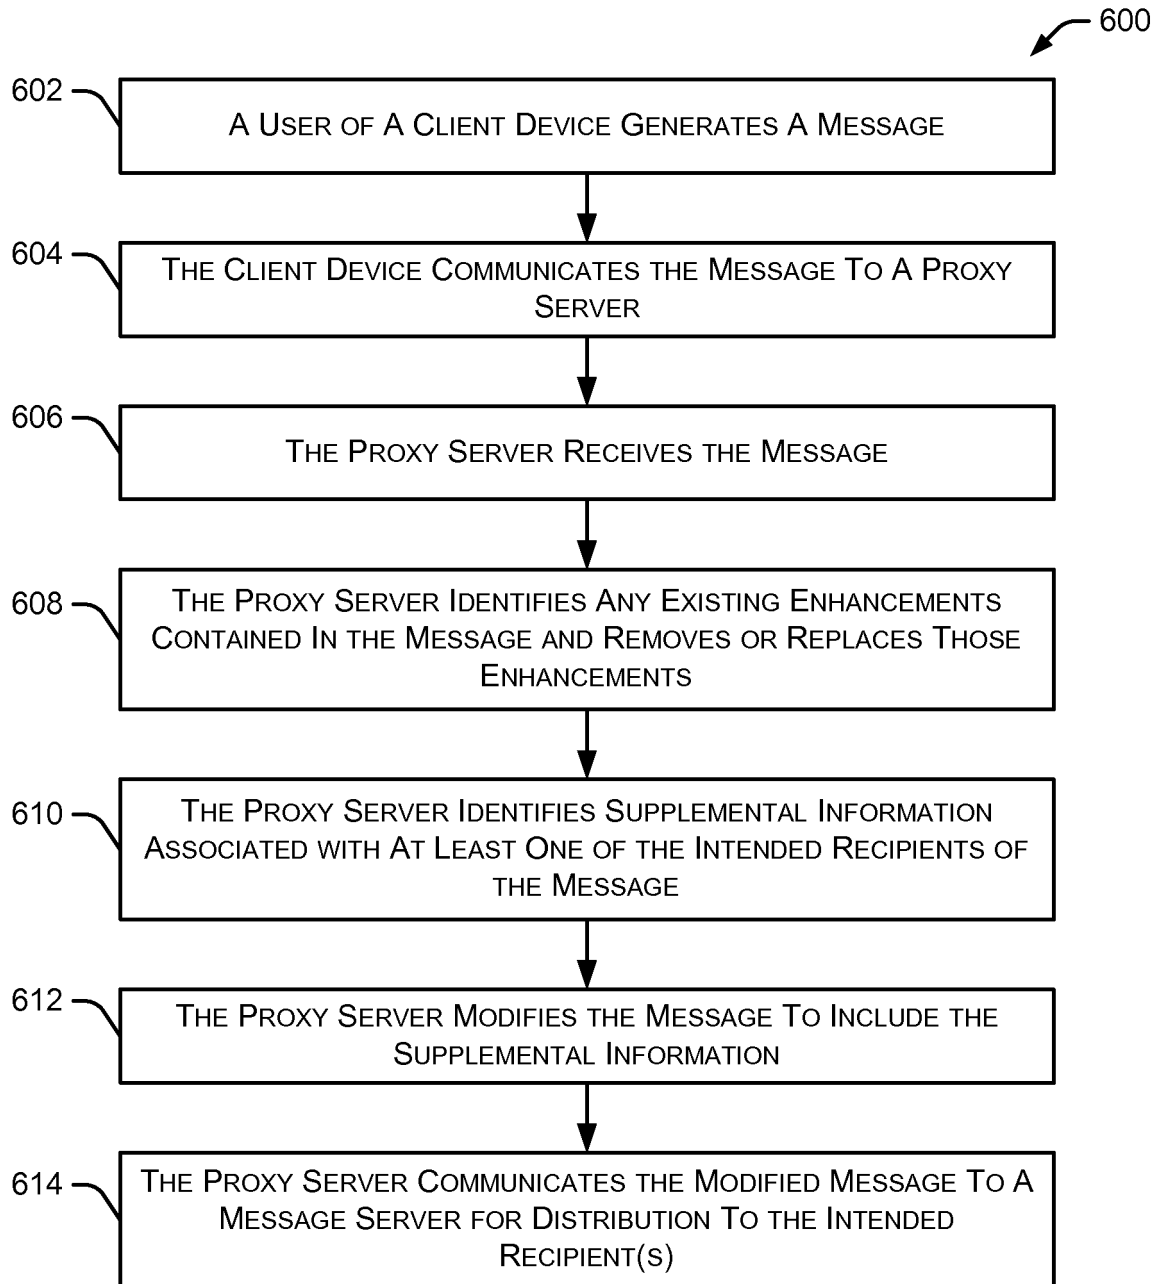 600
602
A USER OF A CLIENT DEVICE GENERATES A MESSAGE
604
THE CLIENT DEVICE COMMUNICATES THE MESSAGE TO A PROXY
SERVER
606
THE PROXY SERVER RECEIVES THE MESSAGE
608
THE PROXY SERVER IDENTIFIES ANY EXISTING ENHANCEMENTS
CONTAINED IN THE MESSAGE AND REMOVES OR REPLACES THOSE
ENHANCEMENTS
610
THE PROXY SERVER IDENTIFIES SUPPLEMENTAL INFORMATION
ASSOCIATED WITH AT LEAST ONE OF THE INTENDED RECIPIENTS OF
THE MESSAGE
612
THE PROXY SERVER MODIFIES THE MESSAGE TO INCLUDE THE
SUPPLEMENTAL INFORMATION
614
THE PROXY SERVER COMMUNICATES THE MODIFIED MESSAGE TO A
MESSAGE SERVER FOR DISTRIBUTION TO THE INTENDED
RECIPIENT(S)